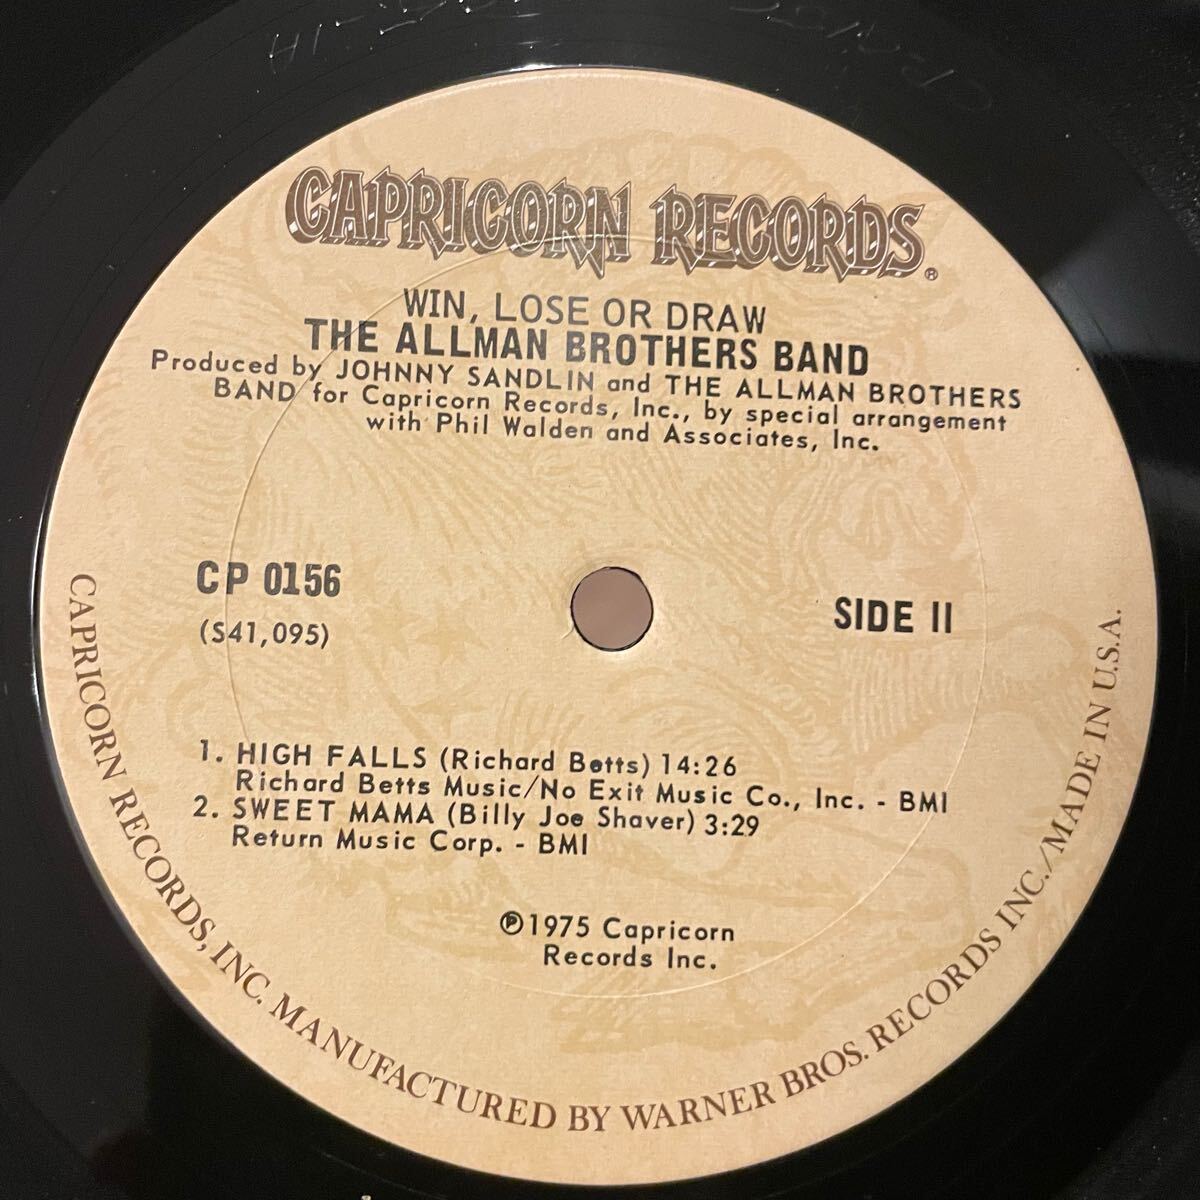 CAPRICORN RECORDS®
WIN, LOSE OR DRAW
THE ALLMAN BROTHERS BAND
Produced by JOHNNY SANDLIN and THE ALLMAN BROTHERS
BAND for Capricorn Records, Inc., by special arrangement
with Phil Walden and Associates, Inc.
CP 0156
(S41,095)
SIDE II
1. HIGH FALLS (Richard Betts) 14:26
Richard Betts Music/No Exit Music Co., Inc. - BMI
2. SWEET MAMA (Billy Joe Shaver) 3:29
Return Music Corp. - BMI
℗1975 Capricorn
Records Inc.
CAPRICORN RECORDS, INC. MANUFACTURED BY WARNER BROS. RECORDS INC./MADE IN U.S.A.